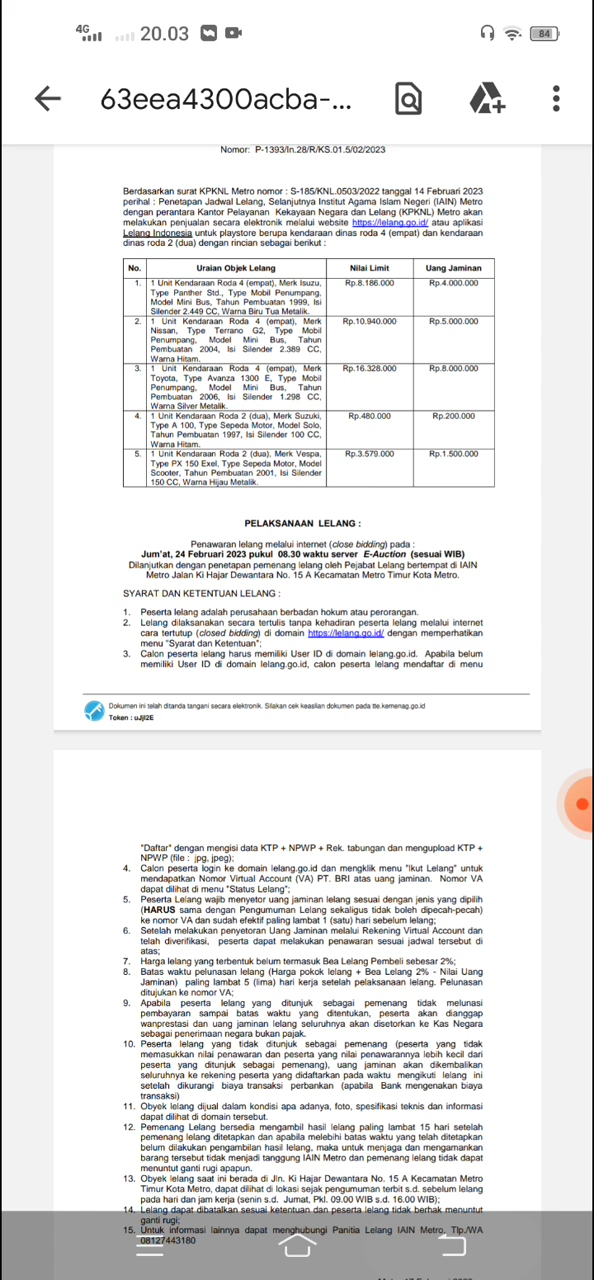 4G
20.03
84
63eea4300acba-...
Nomor: P-1393/In.28/R/KS.01.5/02/2023
Berdasarkan surat KPKNL Metro nomor : S-185/KNL.0503/2022 tanggal 14 Februari 2023
perihal : Penetapan Jadwal Lelang, Selanjutnya Institut Agama Islam Negeri (IAIN) Metro
dengan perantara Kantor Pelayanan Kekayaan Negara dan Lelang (KPKNL) Metro akan
melakukan penjualan secara elektronik melalui website https://lelang.go.id/ atau aplikasi
Lelang Indonesia untuk playstore berupa kendaraan dinas roda 4 (empat) dan kendaraan
dinas roda 2 (dua) dengan rincian sebagai berikut :
No. Uraian Objek Lelang Nilai Limit Uang Jaminan
1. 1 Unit Kendaraan Roda 4 (empat), Merk Isuzu, Rp.8.186.000 Rp.4.000.000
Type Panther Std., Type Mobil Penumpang,
Model Mini Bus, Tahun Pembuatan 1999, Isi
Silender 2.449 CC, Warna Biru Tua Metalik.
2. 1 Unit Kendaraan Roda 4 (empat), Merk Rp.10.940.000 Rp.5.000.000
Nissan, Type Terrano G2, Type Mobil
Penumpang, Model Mini Bus, Tahun
Pembuatan 2004, Isi Silender 2.389 CC,
Warna Hitam.
3. 1 Unit Kendaraan Roda 4 (empat), Merk Rp.16.328.000 Rp.8.000.000
Toyota, Type Avanza 1300 E, Type Mobil
Penumpang, Model Mini Bus, Tahun
Pembuatan 2006, Isi Silender 1.298 CC,
Warna Silver Metalik.
4. 1 Unit Kendaraan Roda 2 (dua), Merk Suzuki, Rp.480.000 Rp.200.000
Type A 100, Type Sepeda Motor, Model Solo,
Tahun Pembuatan 1997, Isi Silender 100 CC,
Warna Hitam.
5. 1 Unit Kendaraan Roda 2 (dua), Merk Vespa, Rp.3.579.000 Rp.1.500.000
Type PX 150 Exel, Type Sepeda Motor, Model
Scooter, Tahun Pembuatan 2001, Isi Silender
150 CC, Warna Hijau Metalik.
PELAKSANAAN LELANG :
Penawaran lelang melalui internet (close bidding) pada :
Jum'at, 24 Februari 2023 pukul 08.30 waktu server E-Auction (sesuai WIB)
Dilanjutkan dengan penetapan pemenang lelang oleh Pejabat Lelang bertempat di IAIN
Metro Jalan Ki Hajar Dewantara No. 15 A Kecamatan Metro Timur Kota Metro.
SYARAT DAN KETENTUAN LELANG :
1. Peserta lelang adalah perusahaan berbadan hokum atau perorangan.
2. Lelang dilaksanakan secara tertulis tanpa kehadiran peserta lelang melalui internet
cara tertutup (closed bidding) di domain https://lelang.go.id/ dengan memperhatikan
menu "Syarat dan Ketentuan";
3. Calon peserta lelang harus memiliki User ID di domain lelang.go.id. Apabila belum
memiliki User ID di domain lelang.go.id, calon peserta lelang mendaftar di menu
Dokumen ini telah ditanda tangani secara elektronik. Silakan cek keaslian dokumen pada tte.kemenag.go.id
Token : uJjI2E
"Daftar" dengan mengisi data KTP + NPWP + Rek. tabungan dan mengupload KTP +
NPWP (file : jpg, jpeg);
4. Calon peserta login ke domain lelang.go.id dan mengklik menu "Ikut Lelang" untuk
mendapatkan Nomor Virtual Account (VA) PT. BRI atas uang jaminan. Nomor VA
dapat dilihat di menu "Status Lelang";
5. Peserta Lelang wajib menyetor uang jaminan lelang sesuai dengan jenis yang dipilih
(HARUS sama dengan Pengumuman Lelang sekaligus tidak boleh dipecah-pecah)
ke nomor VA dan sudah efektif paling lambat 1 (satu) hari sebelum lelang;
6. Setelah melakukan penyetoran Uang Jaminan melalui Rekening Virtual Account dan
telah diverifikasi, peserta dapat melakukan penawaran sesuai jadwal tersebut di
atas;
7. Harga lelang yang terbentuk belum termasuk Bea Lelang Pembeli sebesar 2%;
8. Batas waktu pelunasan lelang (Harga pokok lelang + Bea Lelang 2% - Nilai Uang
Jaminan) paling lambat 5 (lima) hari kerja setelah pelaksanaan lelang. Pelunasan
ditujukan ke nomor VA;
9. Apabila peserta lelang yang ditunjuk sebagai pemenang tidak melunasi
pembayaran sampai batas waktu yang ditentukan, peserta akan dianggap
wanprestasi dan uang jaminan lelang seluruhnya akan disetorkan ke Kas Negara
sebagai penerimaan negara bukan pajak.
10. Peserta lelang yang tidak ditunjuk sebagai pemenang (peserta yang tidak
memasukkan nilai penawaran dan peserta yang nilai penawarannya lebih kecil dari
peserta yang ditunjuk sebagai pemenang), uang jaminan akan dikembalikan
seluruhnya ke rekening peserta yang didaftarkan pada waktu mengikuti lelang ini
setelah dikurangi biaya transaksi perbankan (apabila Bank mengenakan biaya
transaksi)
11. Obyek lelang dijual dalam kondisi apa adanya, foto, spesifikasi teknis dan informasi
dapat dilihat di domain tersebut.
12. Pemenang Lelang bersedia mengambil hasil lelang paling lambat 15 hari setelah
pemenang lelang ditetapkan dan apabila melebihi batas waktu yang telah ditetapkan
belum dilakukan pengambilan hasil lelang, maka untuk menjaga dan mengamankan
barang tersebut tidak menjadi tanggung IAIN Metro dan pemenang lelang tidak dapat
menuntut ganti rugi apapun.
13. Obyek lelang saat ini berada di Jln. Ki Hajar Dewantara No. 15 A Kecamatan Metro
Timur Kota Metro, dapat dilihat di lokasi sejak pengumuman terbit s.d. sebelum lelang
pada hari dan jam kerja (senin s.d. Jumat, Pkl. 09.00 WIB s.d. 16.00 WIB);
14. Lelang dapat dibatalkan sesuai ketentuan dan peserta lelang tidak berhak menuntut
ganti rugi;
15. Untuk informasi lainnya dapat menghubungi Panitia Lelang IAIN Metro, Tlp./WA
08127443180